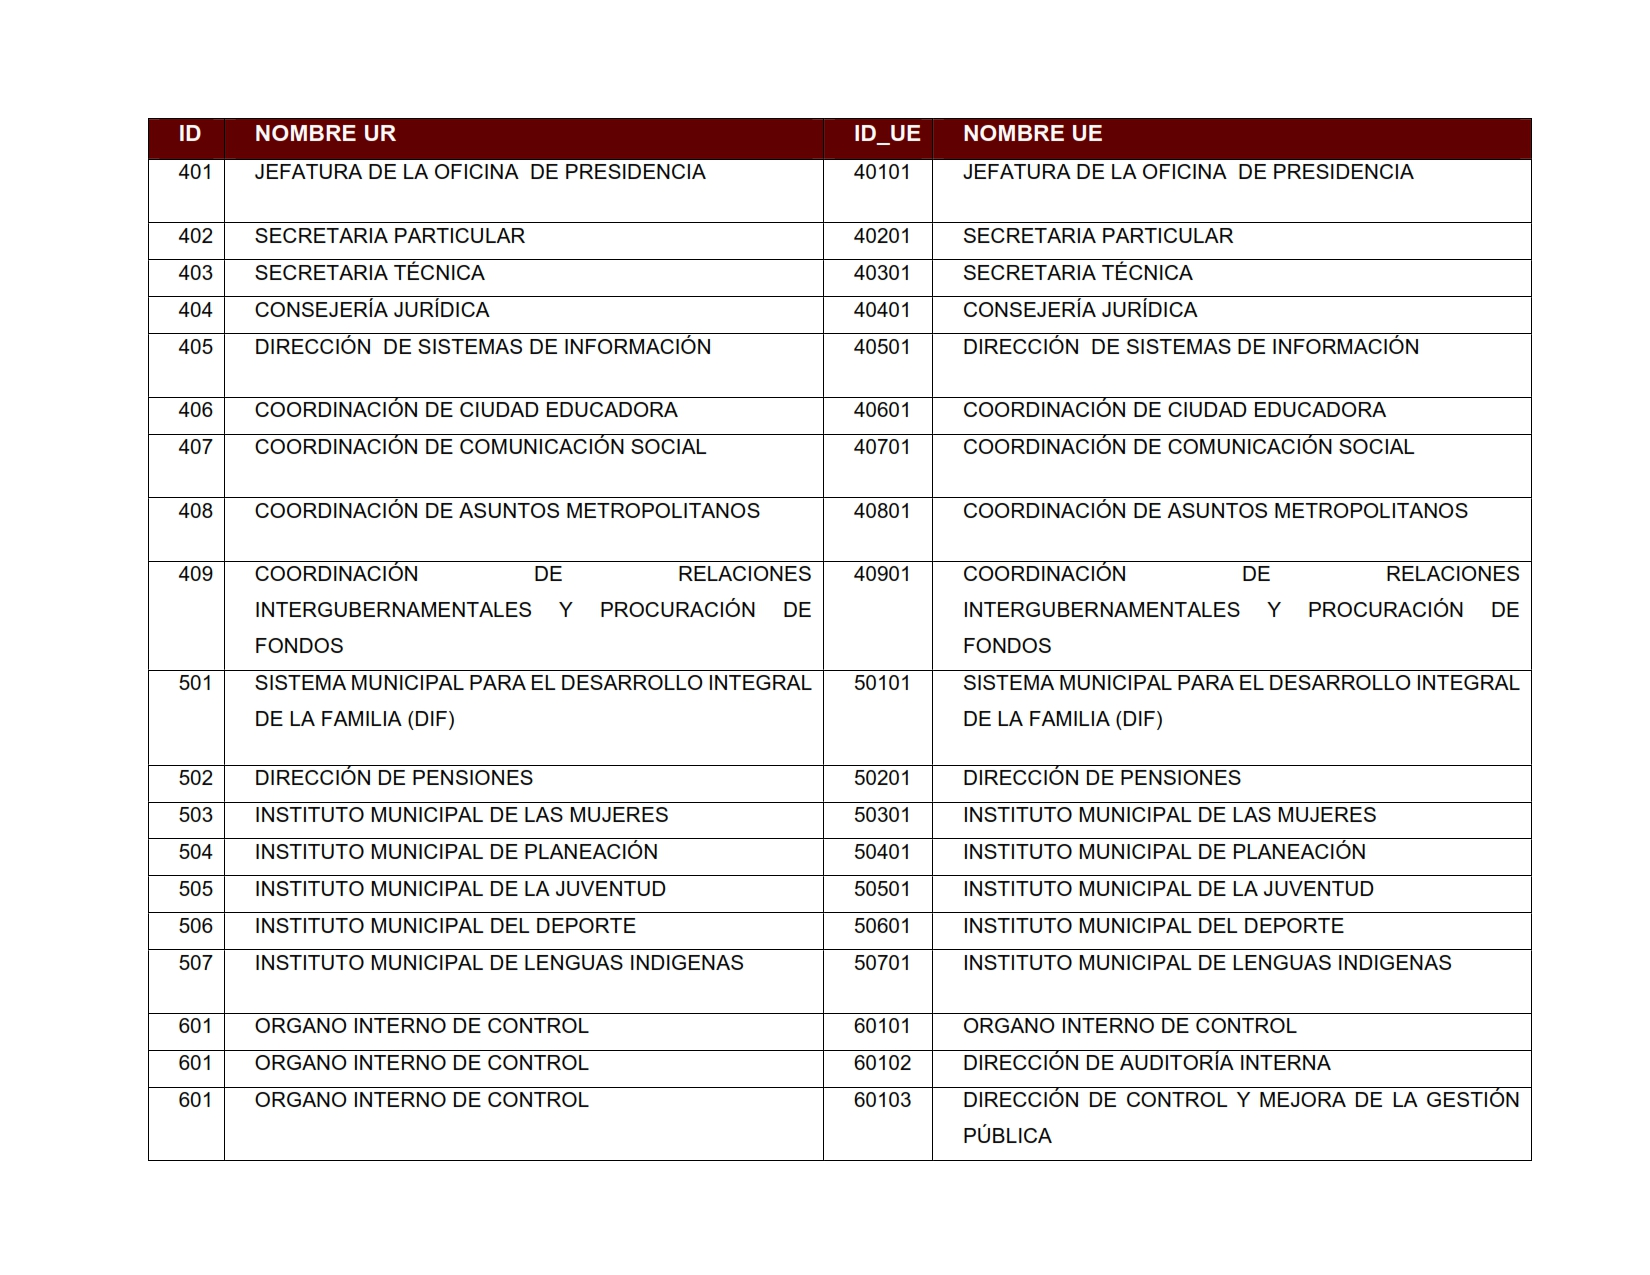 ID NOMBRE UR ID_UE NOMBRE UE
401 JEFATURA DE LA OFICINA  DE PRESIDENCIA 40101 JEFATURA DE LA OFICINA  DE PRESIDENCIA
402 SECRETARIA PARTICULAR 40201 SECRETARIA PARTICULAR
403 SECRETARIA TÉCNICA 40301 SECRETARIA TÉCNICA
404 CONSEJERÍA JURÍDICA 40401 CONSEJERÍA JURÍDICA
405 DIRECCIÓN  DE SISTEMAS DE INFORMACIÓN 40501 DIRECCIÓN  DE SISTEMAS DE INFORMACIÓN
406 COORDINACIÓN DE CIUDAD EDUCADORA 40601 COORDINACIÓN DE CIUDAD EDUCADORA
407 COORDINACIÓN DE COMUNICACIÓN SOCIAL 40701 COORDINACIÓN DE COMUNICACIÓN SOCIAL
408 COORDINACIÓN DE ASUNTOS METROPOLITANOS 40801 COORDINACIÓN DE ASUNTOS METROPOLITANOS
409 COORDINACIÓN DE RELACIONES 40901 COORDINACIÓN DE RELACIONES
INTERGUBERNAMENTALES Y PROCURACIÓN DE INTERGUBERNAMENTALES Y PROCURACIÓN DE
FONDOS FONDOS
501 SISTEMA MUNICIPAL PARA EL DESARROLLO INTEGRAL 50101 SISTEMA MUNICIPAL PARA EL DESARROLLO INTEGRAL
DE LA FAMILIA (DIF) DE LA FAMILIA (DIF)
502 DIRECCIÓN DE PENSIONES 50201 DIRECCIÓN DE PENSIONES
503 INSTITUTO MUNICIPAL DE LAS MUJERES 50301 INSTITUTO MUNICIPAL DE LAS MUJERES
504 INSTITUTO MUNICIPAL DE PLANEACIÓN 50401 INSTITUTO MUNICIPAL DE PLANEACIÓN
505 INSTITUTO MUNICIPAL DE LA JUVENTUD 50501 INSTITUTO MUNICIPAL DE LA JUVENTUD
506 INSTITUTO MUNICIPAL DEL DEPORTE 50601 INSTITUTO MUNICIPAL DEL DEPORTE
507 INSTITUTO MUNICIPAL DE LENGUAS INDIGENAS 50701 INSTITUTO MUNICIPAL DE LENGUAS INDIGENAS
601 ORGANO INTERNO DE CONTROL 60101 ORGANO INTERNO DE CONTROL
601 ORGANO INTERNO DE CONTROL 60102 DIRECCIÓN DE AUDITORÍA INTERNA
601 ORGANO INTERNO DE CONTROL 60103 DIRECCIÓN DE CONTROL Y MEJORA DE LA GESTIÓN
PÚBLICA